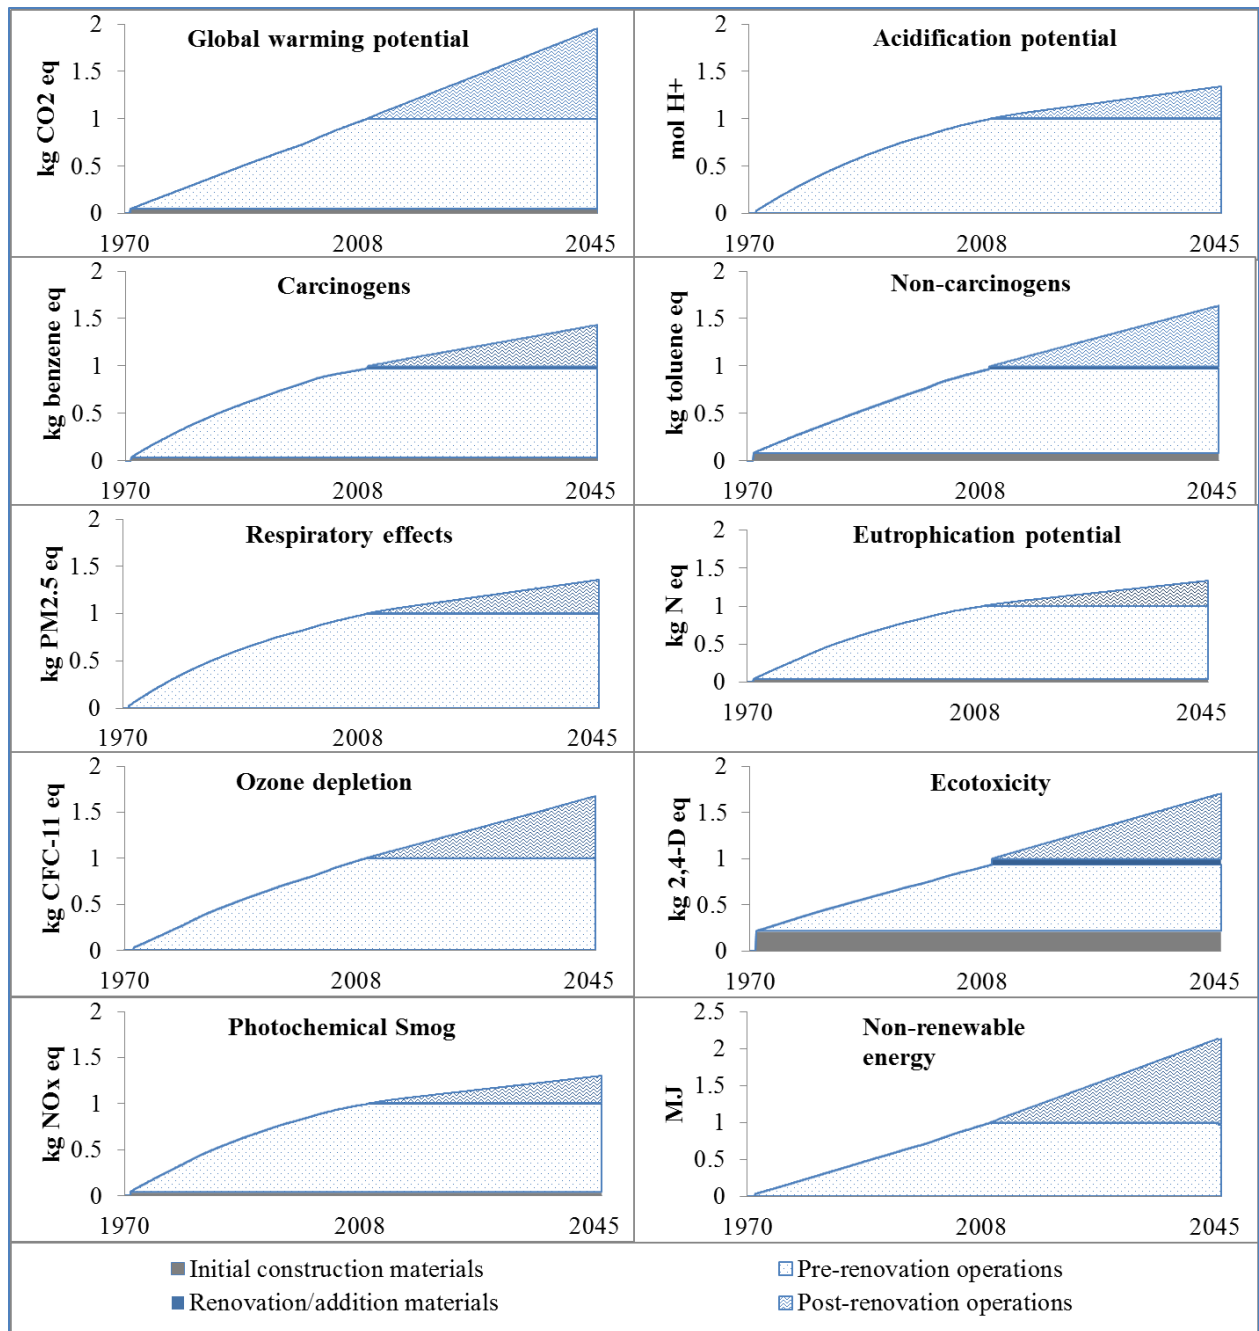 Global warming potential
kg CO2 eq
2
1.5
1
0.5
0
1970 2008 2045
Acidification potential
mol H+
2
1.5
1
0.5
0
1970 2008 2045
Carcinogens
kg benzene eq
2
1.5
1
0.5
0
1970 2008 2045
Non-carcinogens
kg toluene eq
2
1.5
1
0.5
0
1970 2008 2045
Respiratory effects
kg PM2.5 eq
2
1.5
1
0.5
0
1970 2008 2045
Eutrophication potential
kg N eq
2
1.5
1
0.5
0
1970 2008 2045
Ozone depletion
kg CFC-11 eq
2
1.5
1
0.5
0
1970 2008 2045
Ecotoxicity
kg 2,4-D eq
2
1.5
1
0.5
0
1970 2008 2045
Photochemical Smog
kg NOx eq
2
1.5
1
0.5
0
1970 2008 2045
Non-renewable
energy
MJ
2.5
2
1.5
1
0.5
0
1970 2008 2045
Initial construction materials
Pre-renovation operations
Renovation/addition materials
Post-renovation operations